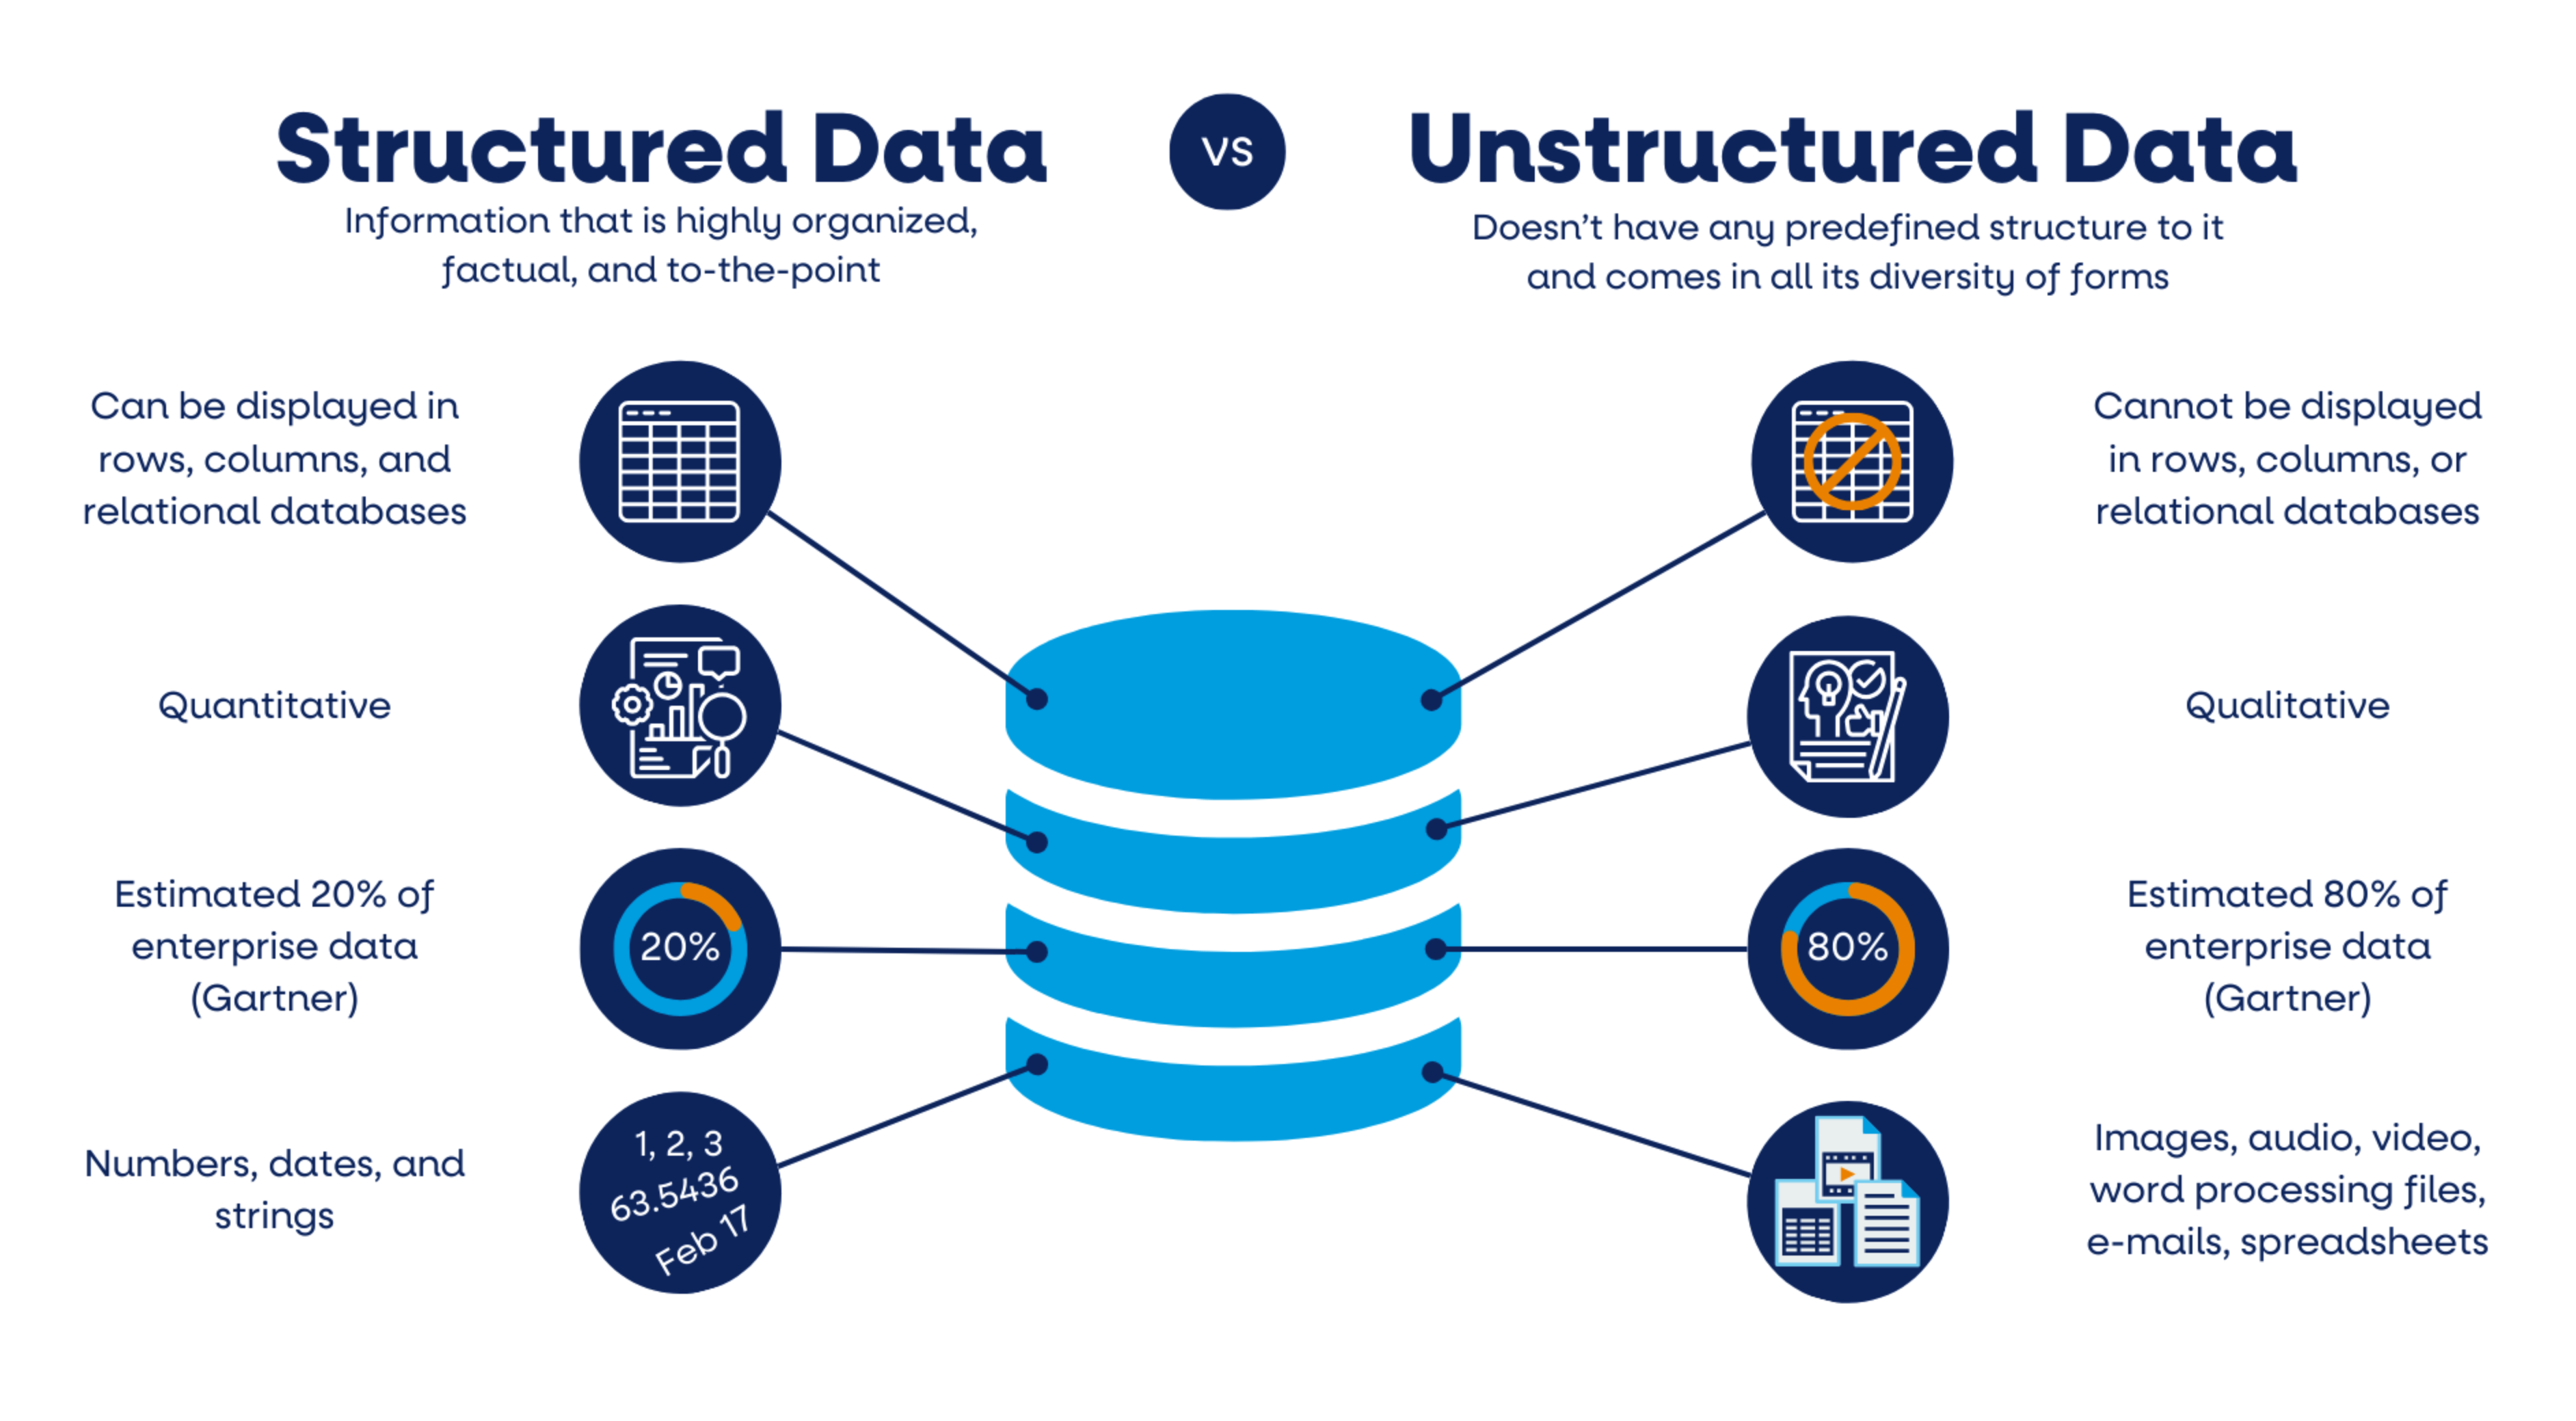 Structured Data
vs
Unstructured Data
Information that is highly organized,
factual, and to-the-point
Doesn't have any predefined structure to it
and comes in all its diversity of forms
Can be displayed in
rows, columns, and
relational databases
Cannot be displayed
in rows, columns, or
relational databases
Quantitative
Qualitative
Estimated 20% of
enterprise data
(Gartner)
20%
80%
Estimated 80% of
enterprise data
(Gartner)
Numbers, dates, and
strings
1, 2, 3
63.5436
Feb 17
Images, audio, video,
word processing files,
e-mails, spreadsheets